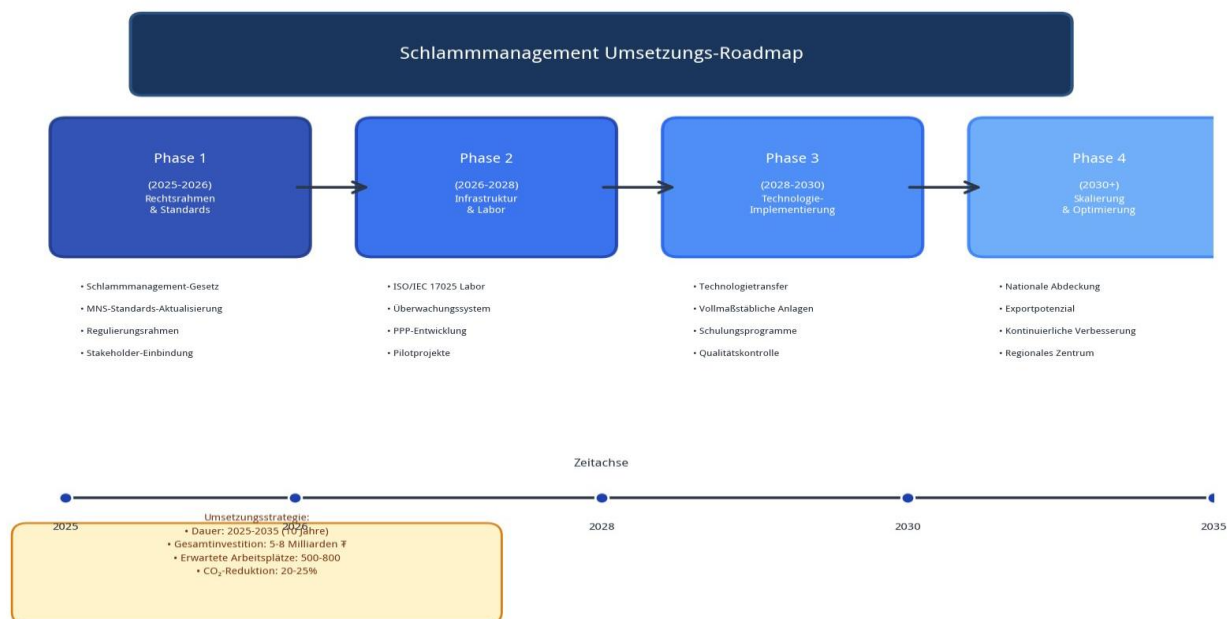 Schlammmanagement Umsetzungs-Roadmap
Phase 1
(2025-2026)
Rechtsrahmen
& Standards
• Schlammmanagement-Gesetz
• MNS-Standards-Aktualisierung
• Regulierungsrahmen
• Stakeholder-Einbindung
Phase 2
(2026-2028)
Infrastruktur
& Labor
• ISO/IEC 17025 Labor
• Überwachungssystem
• PPP-Entwicklung
• Pilotprojekte
Phase 3
(2028-2030)
Technologie-
Implementierung
• Technologietransfer
• Vollmaßstäbliche Anlagen
• Schulungsprogramme
• Qualitätskontrolle
Phase 4
(2030+)
Skalierung
& Optimierung
• Nationale Abdeckung
• Exportpotenzial
• Kontinuierliche Verbesserung
• Regionales Zentrum
Zeitachse
2025
2026
2028
2030
2035
Umsetzungsstrategie:
• Dauer: 2025-2035 (10 Jahre)
• Gesamtinvestition: 5-8 Milliarden ₮
• Erwartete Arbeitsplätze: 500-800
• CO₂-Reduktion: 20-25%